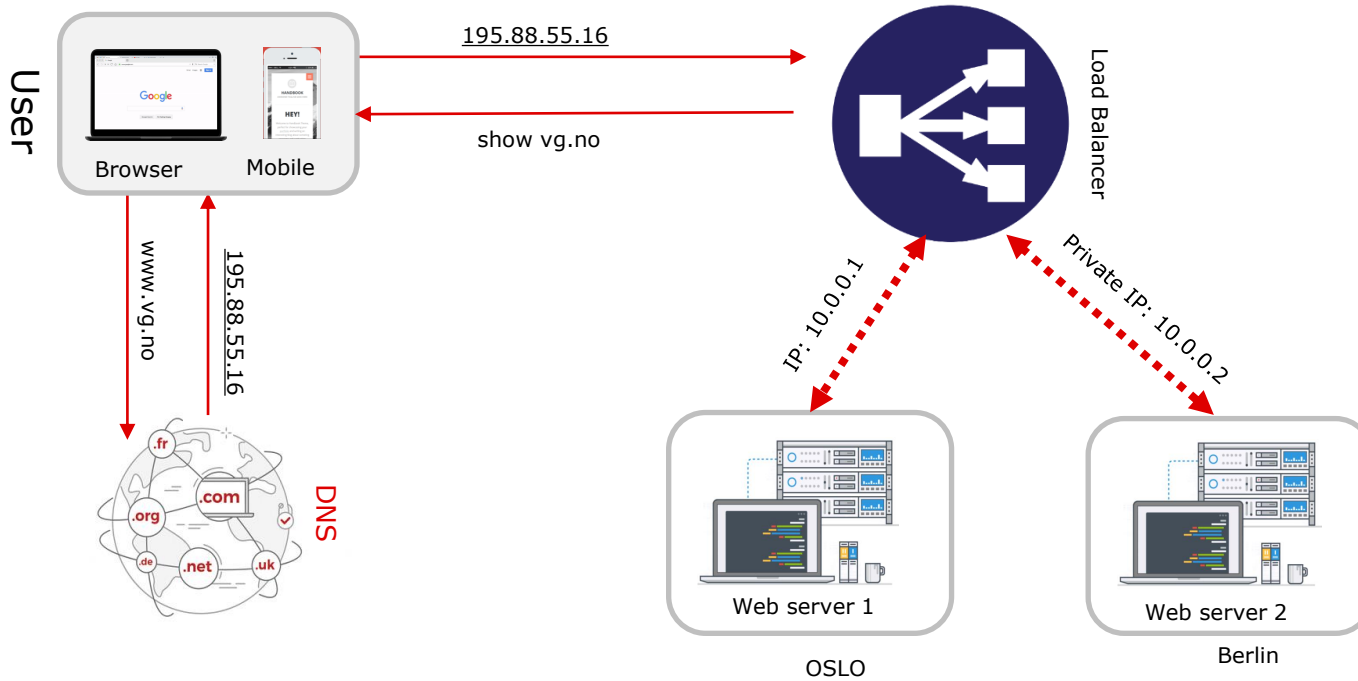 User
Google
HANDBOOK
HEY!
Browser
Mobile
195.88.55.16
show vg.no
Load Balancer
www.vg.no
195.88.55.16
IP: 10.0.0.1
Private IP: 10.0.0.2
.fr
.com
.org
.de
.net
.uk
DNS
Web server 1
OSLO
Web server 2
Berlin